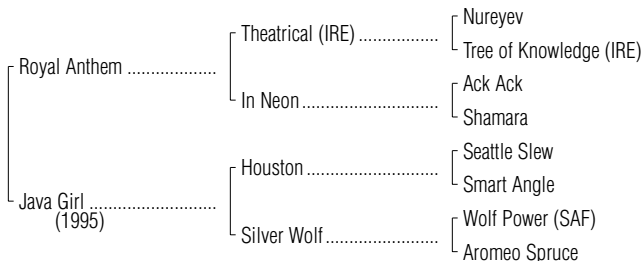 Nureyev
Theatrical (IRE) ........................
Tree of Knowledge (IRE)
Royal Anthem ....................
Ack Ack
In Neon .........................................
Shamara
Seattle Slew
Houston ........................................
Smart Angle
Java Girl ............................
(1995)
Wolf Power (SAF)
Silver Wolf ..................................
Aromeo Spruce